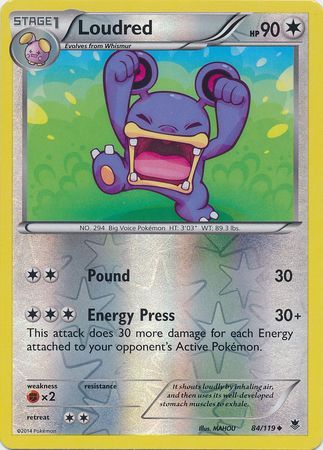 STAGE1
Loudred
HP 90
Evolves from Whismur
NO. 294 Big Voice Pokémon HT: 3'03" WT: 89.3 lbs.
Pound 30
Energy Press 30+
This attack does 30 more damage for each Energy
attached to your opponent's Active Pokémon.
weakness
×2
resistance
retreat
It shouts loudly by inhaling air,
and then uses its well-developed
stomach muscles to exhale.
Illus. MAHOU
84/119
©2014 Pokémon